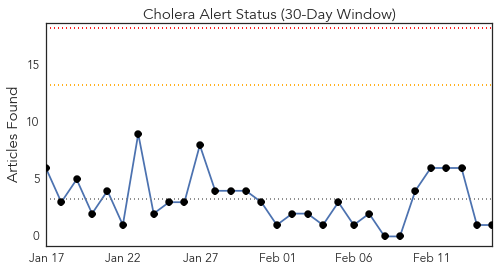 Cholera Alert Status (30-Day Window)
Articles Found
15
10
5
0
Jan 17 Jan 22 Jan 27 Feb 01 Feb 06 Feb 11